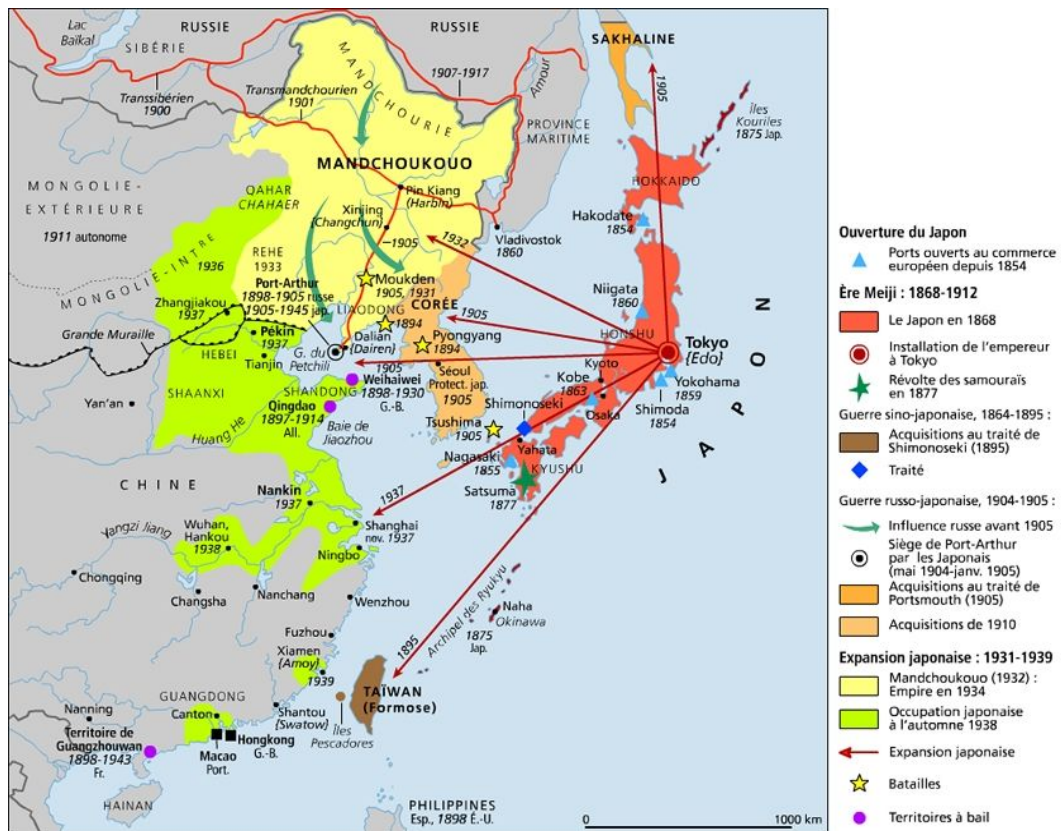 Lac
Baïkal
RUSSIE
SIBÉRIE
RUSSIE
SAKHALINE
1907-1917
Amour
Transsibérien
1900
Transmandchourien
1901
MANDCHOURIE
PROVINCE
MARITIME
1905
Îles
Kouriles
1875 Jap.
MANDCHOUKOUO
HOKKAIDO
MONGOLIE-
EXTÉRIEURE
1911 autonome
QAHAR
CHAHAER
Pin Kiang
(Harbin)
Xinjing
(Changchun)
1905
1932
Vladivostok
1860
Hakodate
1854
MONGOLIE-INTRE
1936
REHE
1933
Port-Arthur
1898-1905 russe
1905-1945 jap.
Moukden
1905, 1931
LIAODONG
CORÉE
1905
Niigata
1860
HONSHU
Zhangjiakou
1937
Grande Muraille
Pékin
1937
1894
Dalian
(Dairen)
Pyongyang
1894
Tokyo
{Edo}
HEBEI
Tianjin
G. du
Petchili
1905
Séoul
Protect. jap.
1905
Kyoto
Kobe
1863
Yokohama
1859
SHAANXI
SHANDONG
Weihaiwei
1898-1930
G.-B.
Shimonoseki
Osaka
Shimoda
1854
Yan'an
Qingdao
1897-1914
All.
Tsushima
1905
Huang He
Baie de
Jiaozhou
Yahata
Nagasaki
1855
KYUSHU
JAPON
CHINE
Nankin
1937
1937
Satsuma
1877
Yangzi Jiang
Wuhan,
Hankou
1938
Shanghai
nov. 1937
Ningbo
Chongqing
Changsha
Nanchang
Wenzhou
Archipel des Ryukyu
Naha
Okinawa
1875
Jap.
Fuzhou
1895
Xiamen
(Amoy)
1939
TAÏWAN
(Formose)
GUANGDONG
Nanning
Canton
Shantou
{Swatow}
Îles
Pescadores
Territoire de
Guangzhouwan
1898-1943
Fr.
Macao
Port.
Hongkong
G.-B.
HAINAN
PHILIPPINES
Esp., 1898 É.-U.
0 1000 km
Ouverture du Japon
Ports ouverts au commerce
européen depuis 1854
Ère Meiji : 1868-1912
Le Japon en 1868
Installation de l'empereur
à Tokyo
Révolte des samouraïs
en 1877
Guerre sino-japonaise, 1864-1895 :
Acquisitions au traité de
Shimonoseki (1895)
Traité
Guerre russo-japonaise, 1904-1905 :
Influence russe avant 1905
Siège de Port-Arthur
par les Japonais
(mai 1904-janv. 1905)
Acquisitions au traité de
Portsmouth (1905)
Acquisitions de 1910
Expansion japonaise : 1931-1939
Mandchoukouo (1932) :
Empire en 1934
Occupation japonaise
à l'automne 1938
Expansion japonaise
Batailles
Territoires à bail